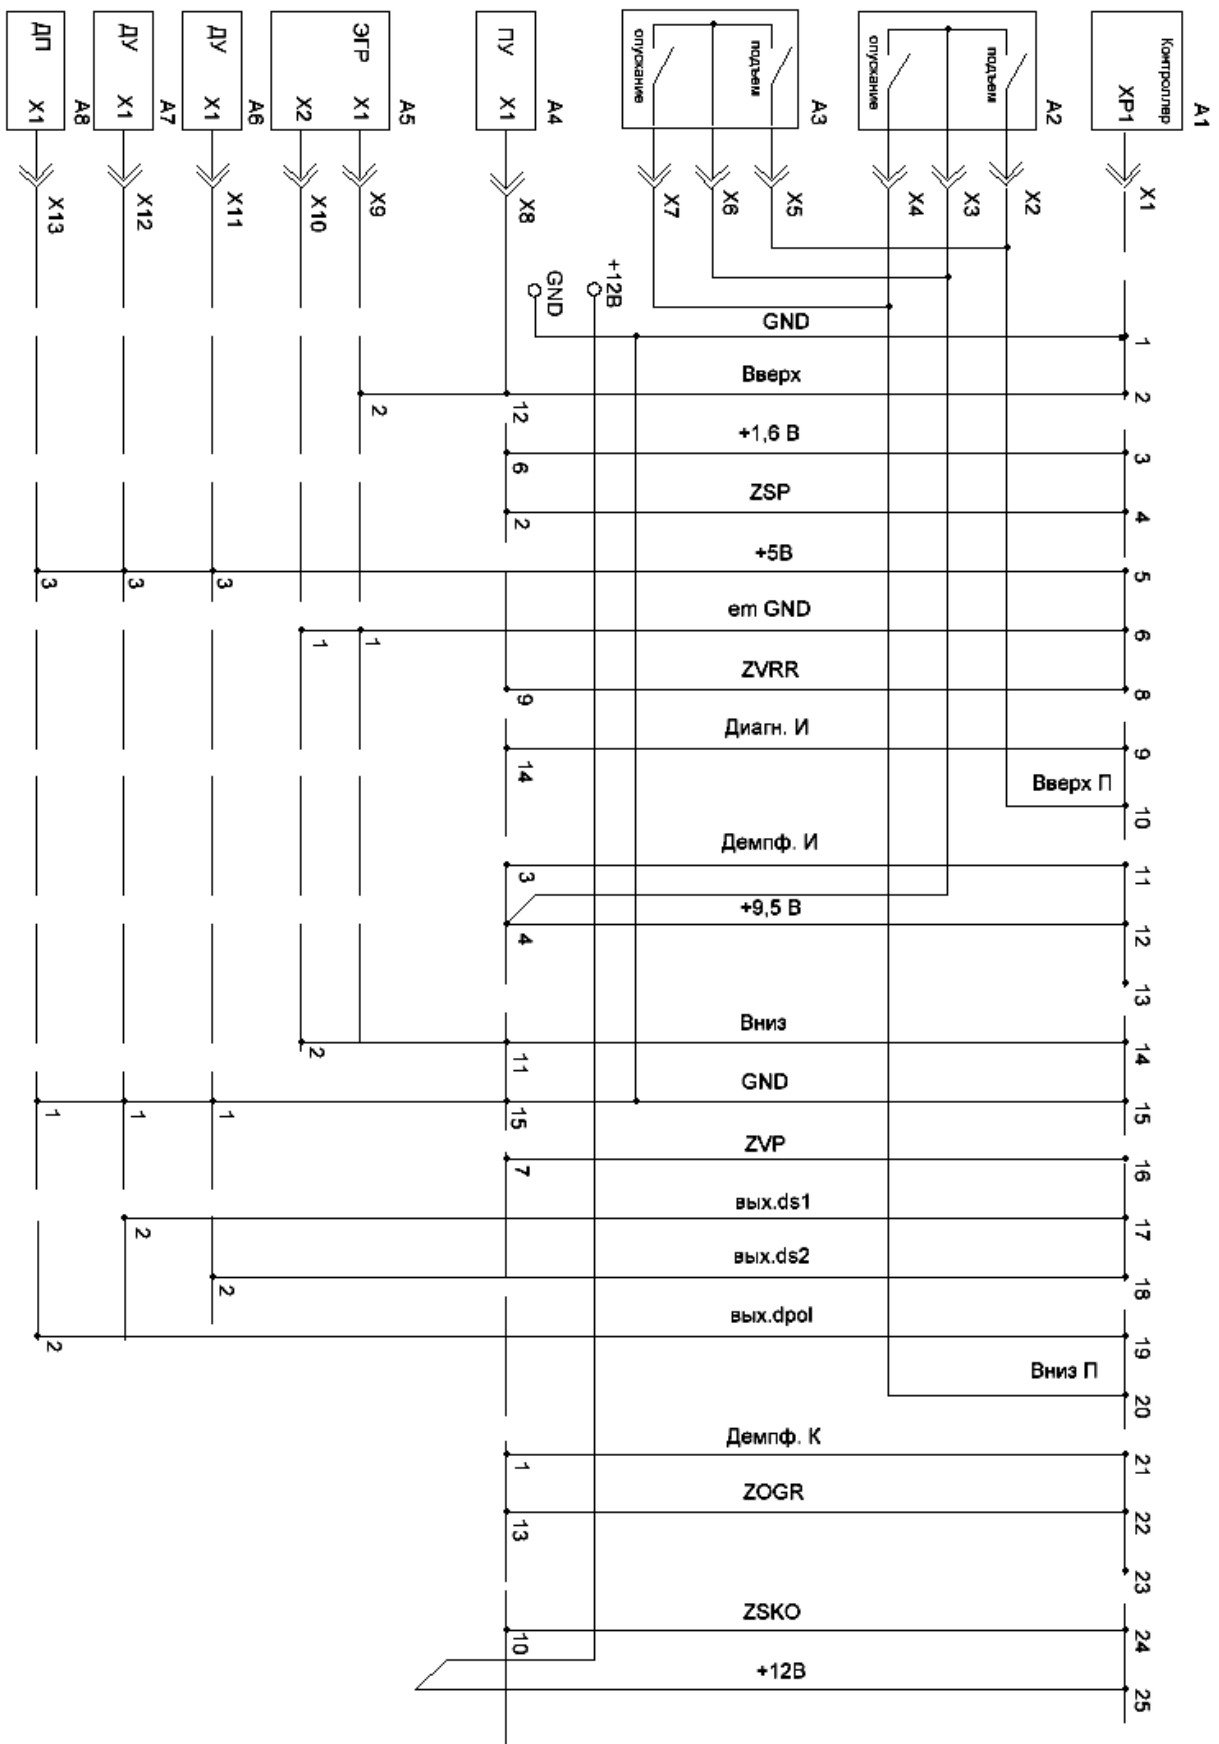 ДП
X1
A8
X13
ДУ
X1
A7
X12
ДУ
X1
A6
X11
ЭГР
X2
X1
A5
X10
X9
ПУ
X1
A4
X8
опускание
подъем
A3
X7
X6
X5
опускание
подъем
A2
X4
X3
X2
Контроллер
XP1
A1
X1
+12В
GND
GND
1
Вверх
2
12
2
+1,6 В
6
3
ZSP
2
4
+5В
3
3
3
5
em GND
1
1
6
ZVRR
9
8
Диагн. И
14
9
Вверх П
10
Демпф. И
3
11
+9,5 В
4
12
13
Вниз
2
11
14
GND
1
1
1
15
15
ZVP
7
16
вых.ds1
2
17
вых.ds2
2
18
вых.dpol
2
19
Вниз П
20
Демпф. К
1
21
ZOGR
13
22
23
ZSKO
10
24
+12В
25